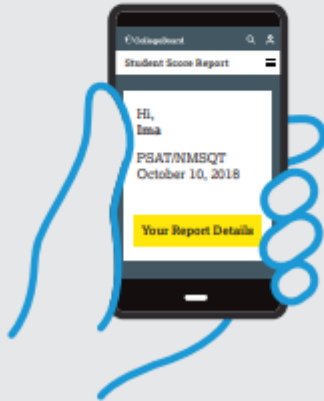 CollegeBoard
Student Score Report
Hi,
Ima
PSAT/NMSQT
October 10, 2018
Your Report Details